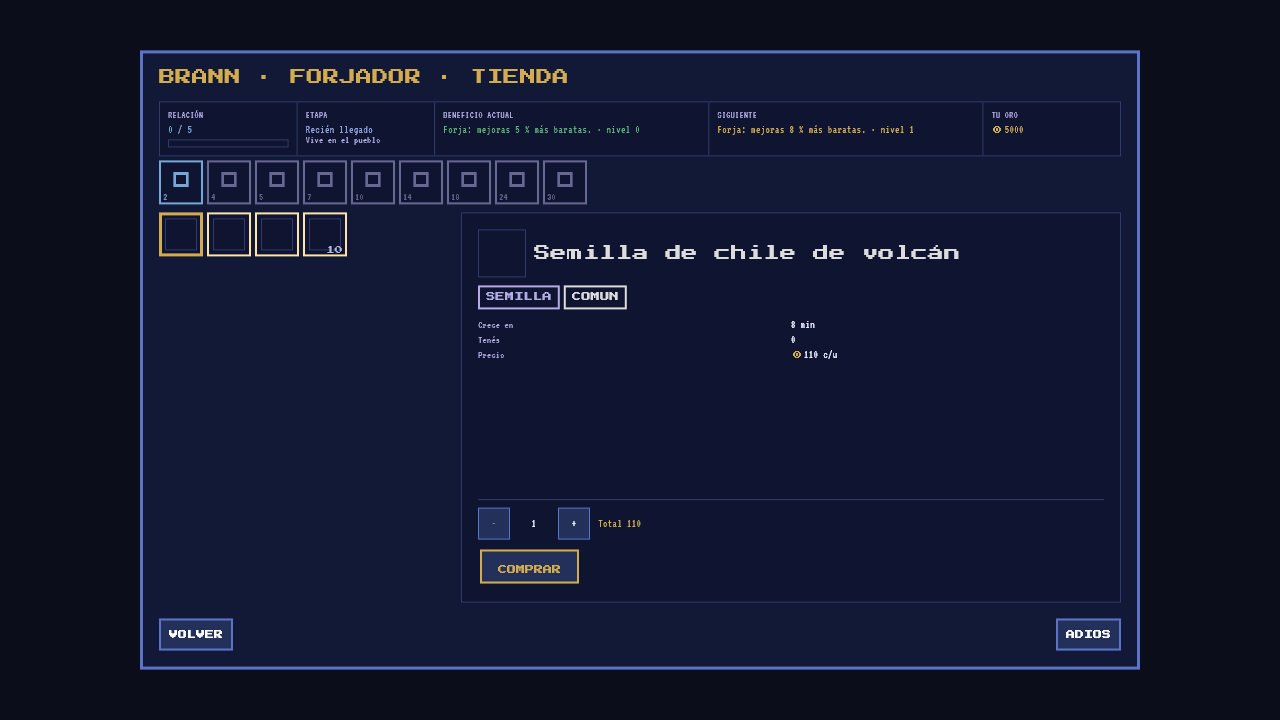 BRANN · FORJADOR · TIENDA
RELACIÓN
0 / 5
ETAPA
Recién llegado
Vive en el pueblo
BENEFICIO ACTUAL
Forja: mejoras 5 % más baratas. · nivel 0
SIGUIENTE
Forja: mejoras 8 % más baratas. · nivel 1
TU ORO
5000
2
4
5
7
10
14
18
24
30
10
Semilla de chile de volcán
SEMILLA
COMUN
Crece en
8 min
Tenés
0
Precio
110 c/u
-
1
+
Total 110
COMPRAR
VOLVER
ADIOS